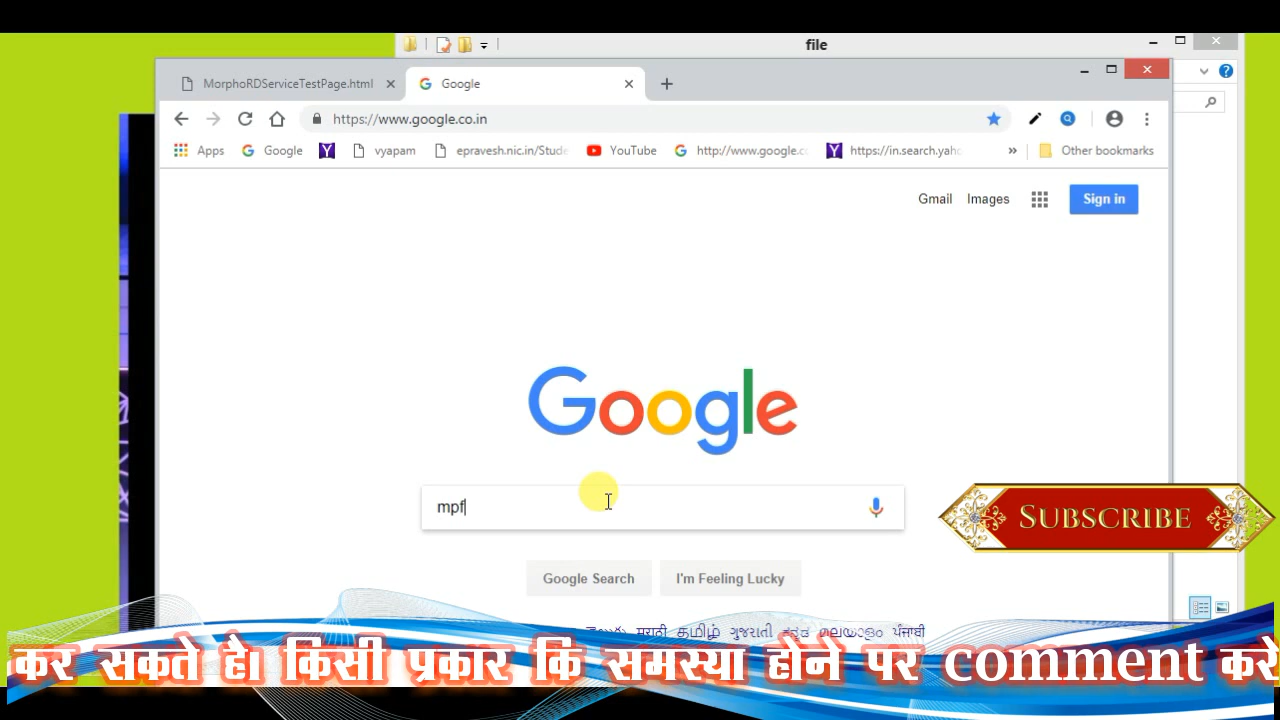 file
MorphoRDServiceTestPage.html
Google
https://www.google.co.in
Apps
Google
vyapam
epravesh.nic.in/Stude
YouTube
http://www.google.co
https://in.search.yaho
»
Other bookmarks
Gmail
Images
Sign in
Google
mpf
SUBSCRIBE
Google Search
I'm Feeling Lucky
తెలుగు मराठी தமிழ் ગુજરાતી ಕನ್ನಡ മലയാളം ਪੰਜਾਬੀ
कर सकते है। किसी प्रकार कि समस्या होने पर comment करे